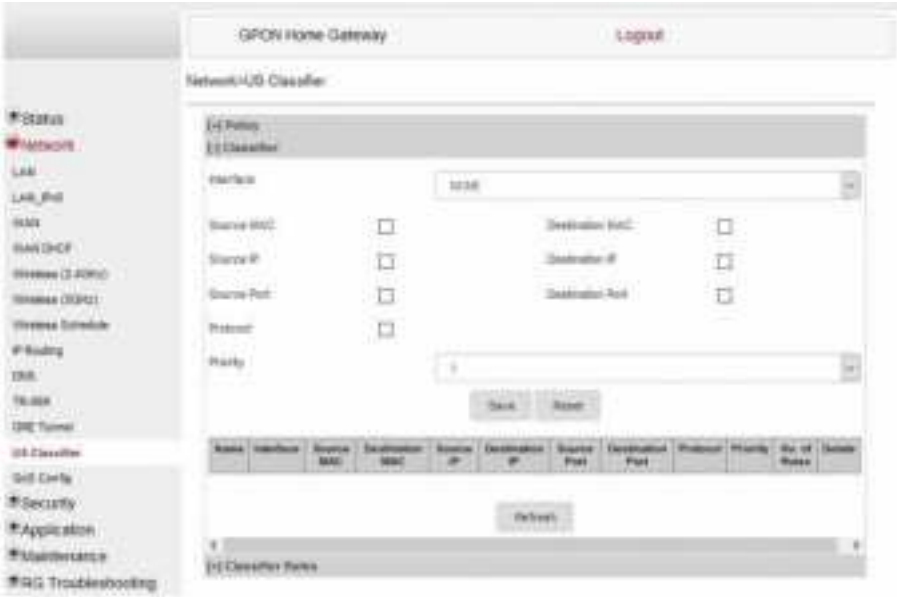 GPON Home Gateway
Logout
Network>US Classifier
Status
Network
LAN
LAN_IPv6
WAN
WAN DHCP
Wireless (2.4GHz)
Wireless (5GHz)
Wireless Schedule
IP Routing
DNS
TR-069
GRE Tunnel
US Classifier
QoS Config
Security
Application
Maintenance
RG Troubleshooting
[+] Policy
[-] Classifier
Interface
Source MAC
Destination MAC
Source IP
Destination IP
Source Port
Destination Port
Protocol
Priority
1
Save Reset
Name Interface Source MAC Destination MAC Source IP Destination IP Source Port Destination Port Protocol Priority No. of Rules Delete
Refresh
[+] Classifier Rules